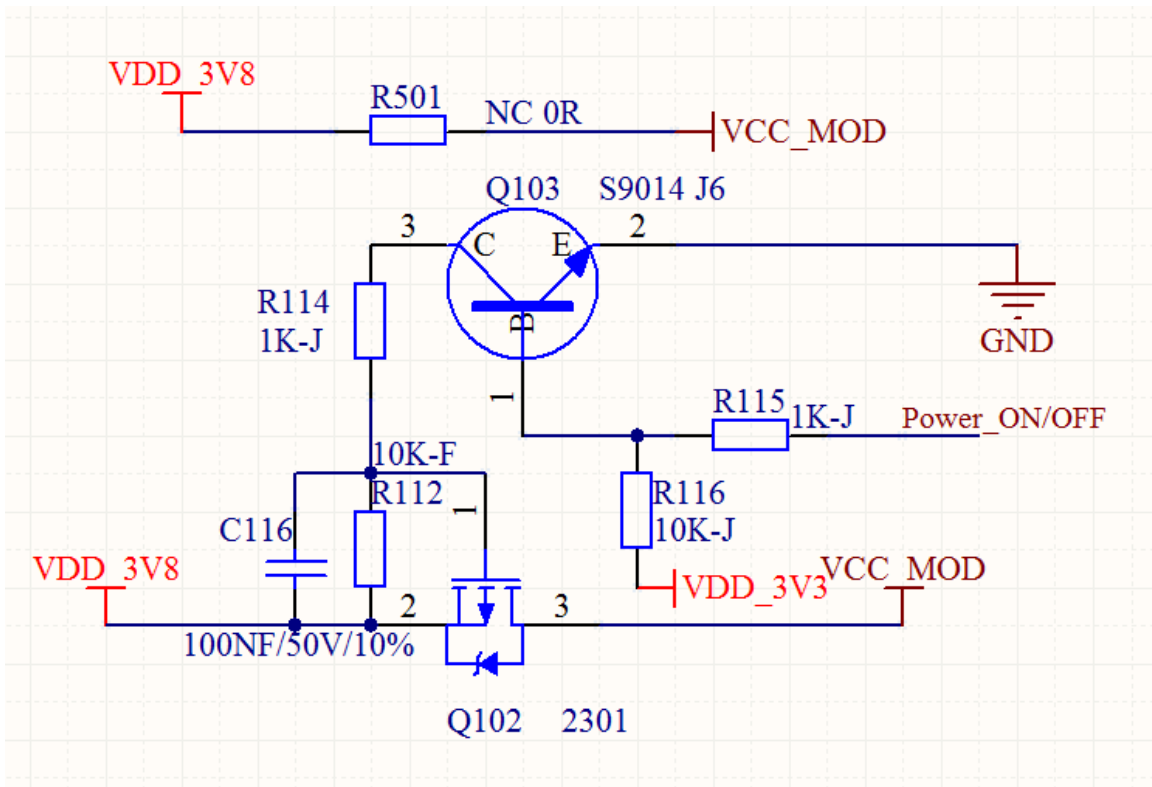 VDD_3V8
R501
NC 0R
VCC_MOD
Q103
S9014 J6
3
C
E
2
R114
1K-J
B
GND
1
R115
1K-J
Power_ON/OFF
10K-F
R112
1
R116
10K-J
C116
VDD_3V8
VDD_3V3
VCC_MOD
2
3
100NF/50V/10%
Q102
2301